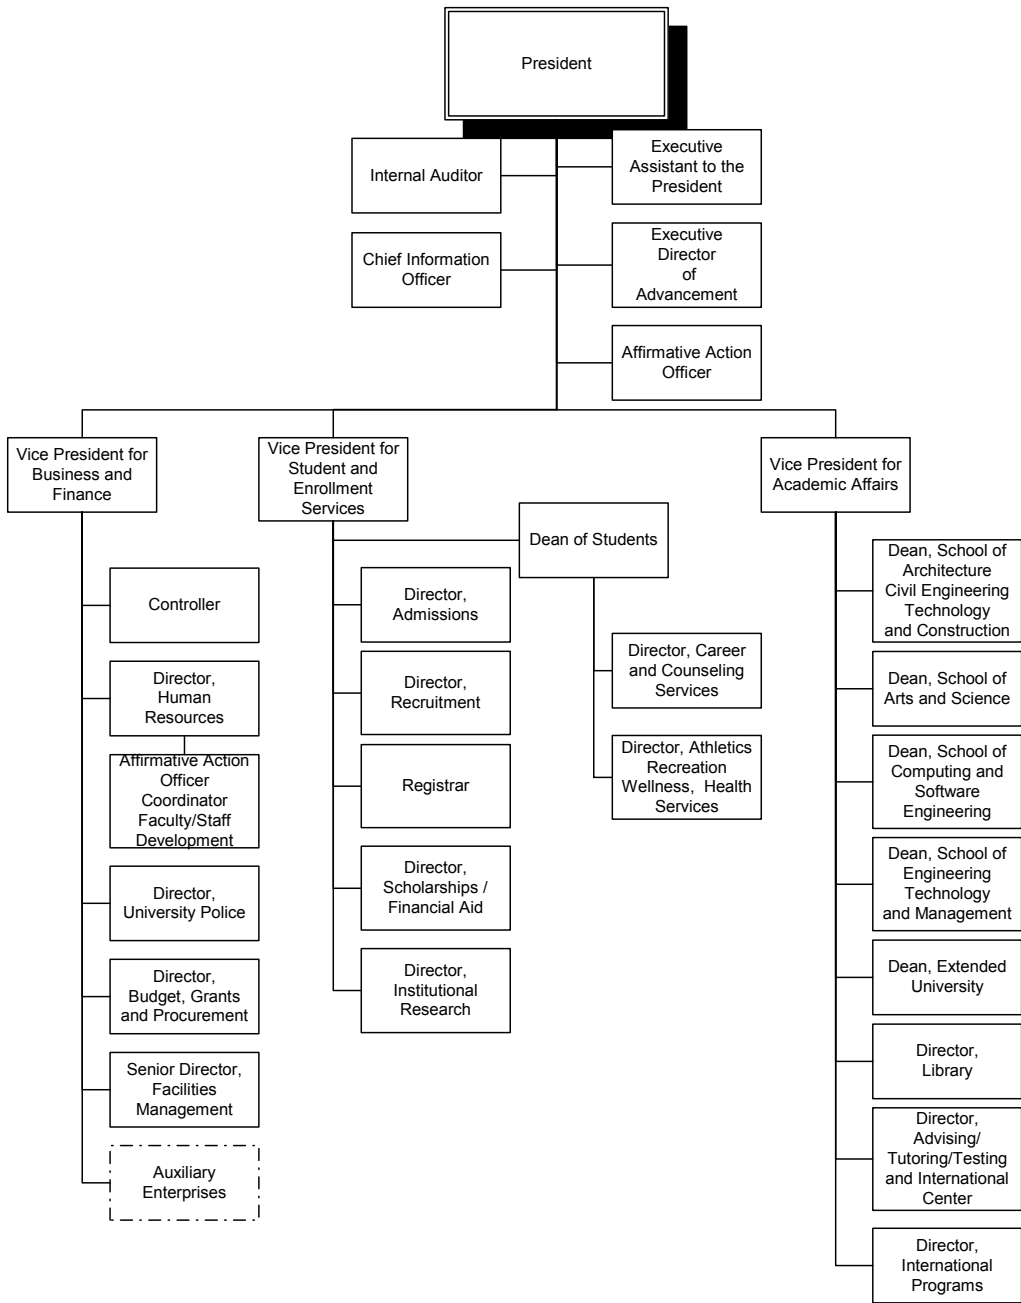 President
Internal Auditor
Executive
Assistant to the
President
Chief Information
Officer
Executive
Director
of
Advancement
Affirmative Action
Officer
Vice President for
Business and
Finance
Controller
Director,
Human
Resources
Affirmative Action
Officer
Coordinator
Faculty/Staff
Development
Director,
University Police
Director,
Budget, Grants
and Procurement
Senior Director,
Facilities
Management
Auxiliary
Enterprises
Vice President for
Student and
Enrollment
Services
Dean of Students
Director,
Admissions
Director,
Recruitment
Registrar
Director,
Scholarships /
Financial Aid
Director,
Institutional
Research
Director, Career
and Counseling
Services
Director, Athletics
Recreation
Wellness, Health
Services
Vice President for
Academic Affairs
Dean, School of
Architecture
Civil Engineering
Technology
and Construction
Dean, School of
Arts and Science
Dean, School of
Computing and
Software
Engineering
Dean, School of
Engineering
Technology
and Management
Dean, Extended
University
Director,
Library
Director,
Advising/
Tutoring/Testing
and International
Center
Director,
International
Programs